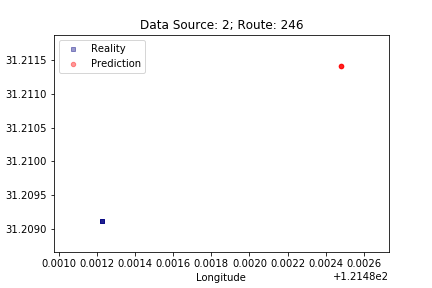 Data Source: 2; Route: 246
Reality
Prediction
31.2115
31.2110
31.2105
31.2100
31.2095
31.2090
0.0010 0.0012 0.0014 0.0016 0.0018 0.0020 0.0022 0.0024 0.0026
Longitude
+1.2148e2